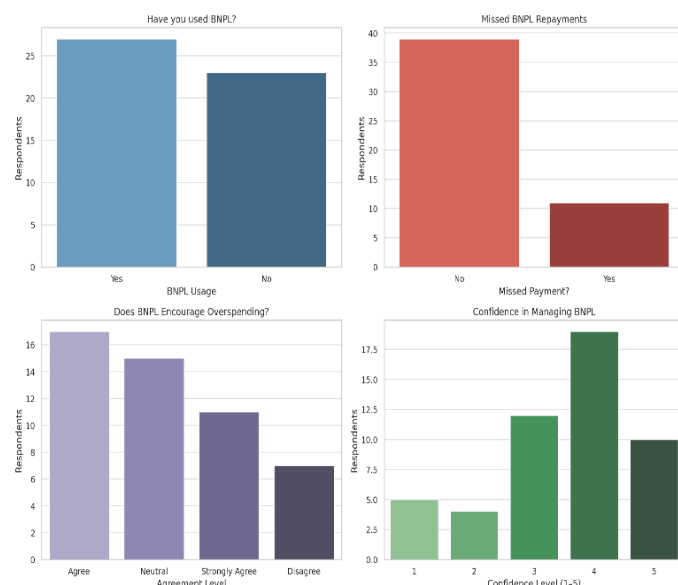 Have you used BNPL?
Respondents
25
20
15
10
5
0
Yes No
BNPL Usage
Missed BNPL Repayments
Respondents
40
35
30
25
20
15
10
5
0
No Yes
Missed Payment?
Does BNPL Encourage Overspending?
Respondents
16
14
12
10
8
6
4
2
0
Agree Neutral Strongly Agree Disagree
Agreement Level
Confidence in Managing BNPL
Respondents
17.5
15.0
12.5
10.0
7.5
5.0
2.5
0.0
1 2 3 4 5
Confidence Level (1–5)